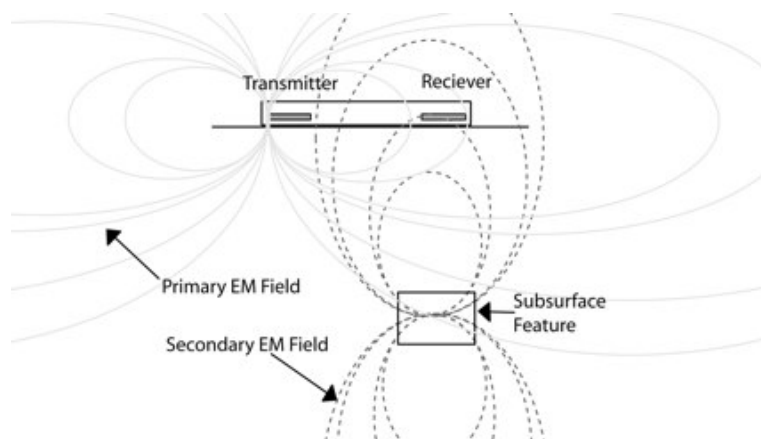 Transmitter
Reciever
Primary EM Field
Subsurface
Feature
Secondary EM Field